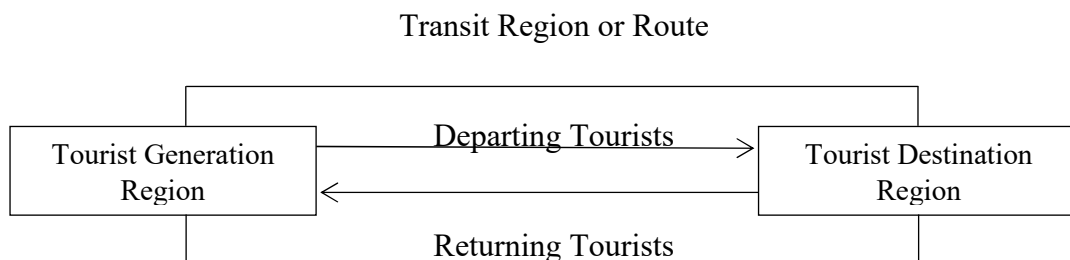 Transit Region or Route
Departing Tourists
Tourist Generation
Region
Tourist Destination
Region
Returning Tourists